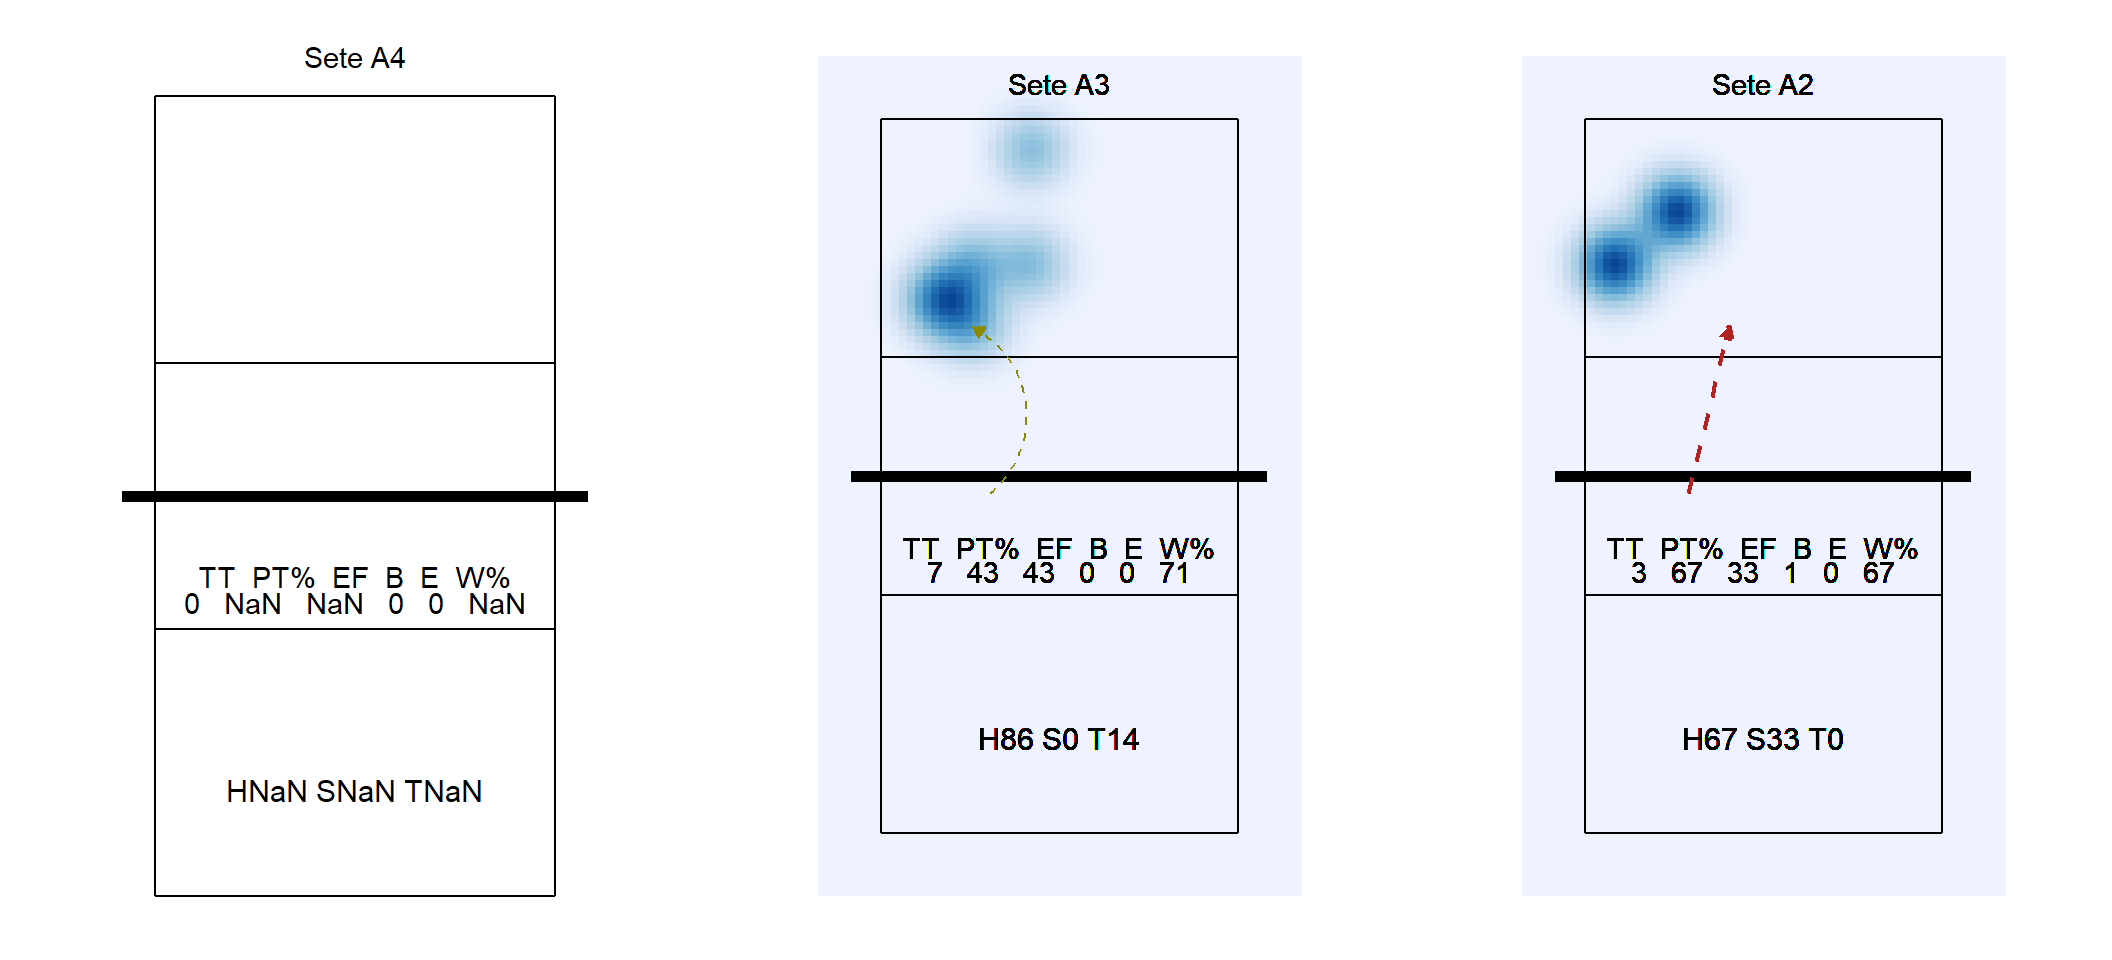 Sete A4
TT PT% EF B E W%
0 NaN NaN 0 0 NaN
HNaN SNaN TNaN
Sete A3
TT PT% EF B E W%
7 43 43 0 0 71
H86 S0 T14
Sete A2
TT PT% EF B E W%
3 67 33 1 0 67
H67 S33 T0